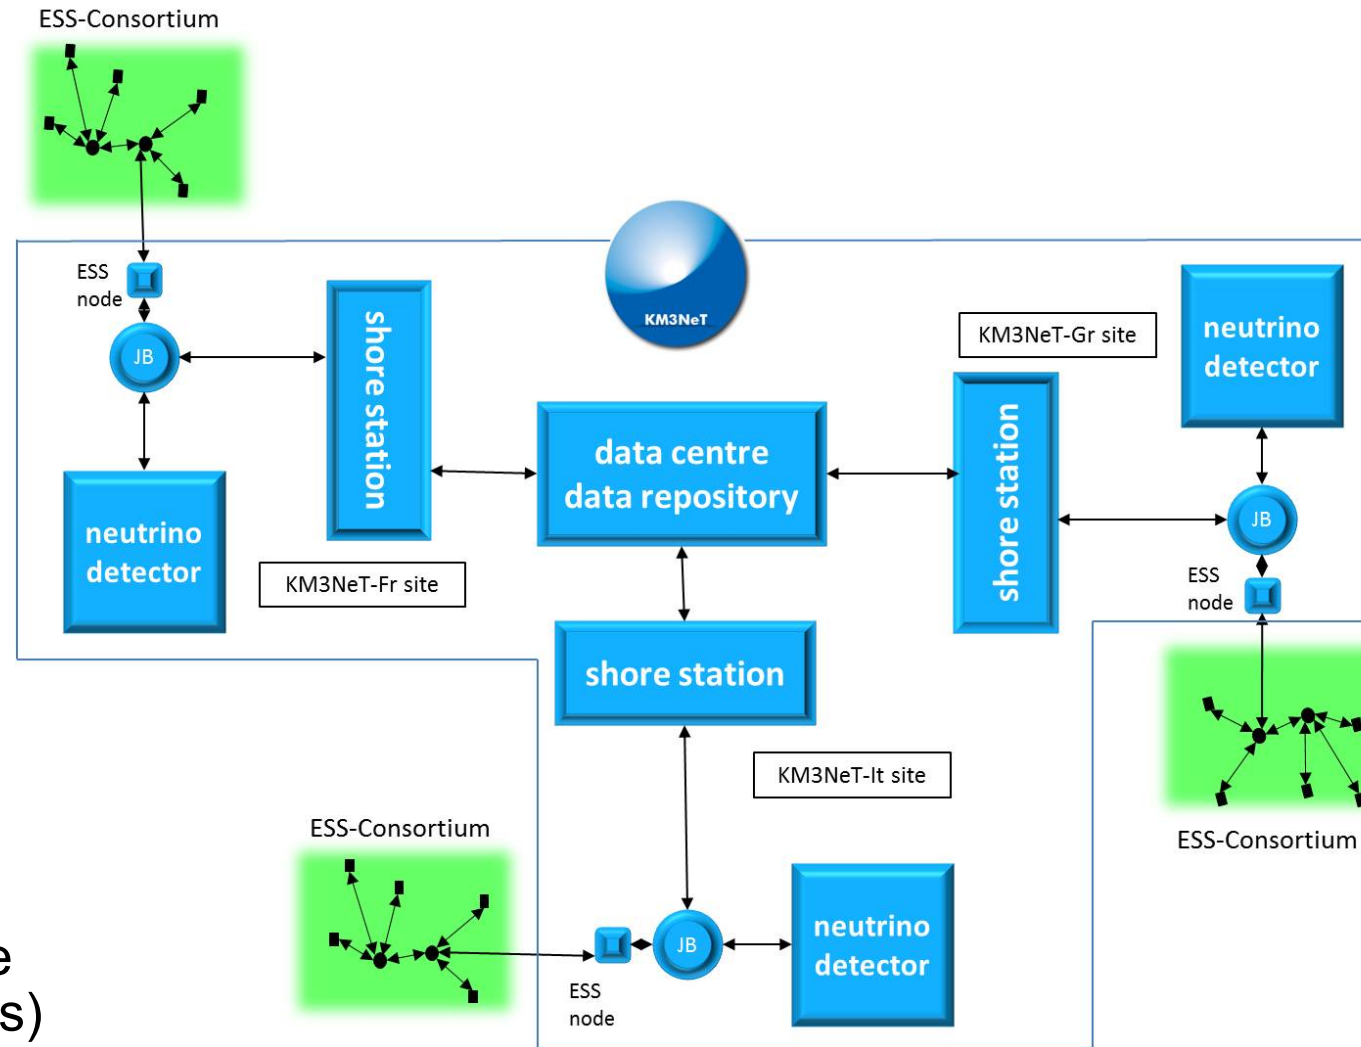 ESS-Consortium
ESS
node
JB
shore station
neutrino
detector
KM3NeT-Fr site
KM3NeT
data centre
data repository
KM3NeT-Gr site
shore station
neutrino
detector
JB
ESS
node
ESS-Consortium
shore station
KM3NeT-It site
ESS-Consortium
ESS
node
JB
neutrino
detector
e
s)